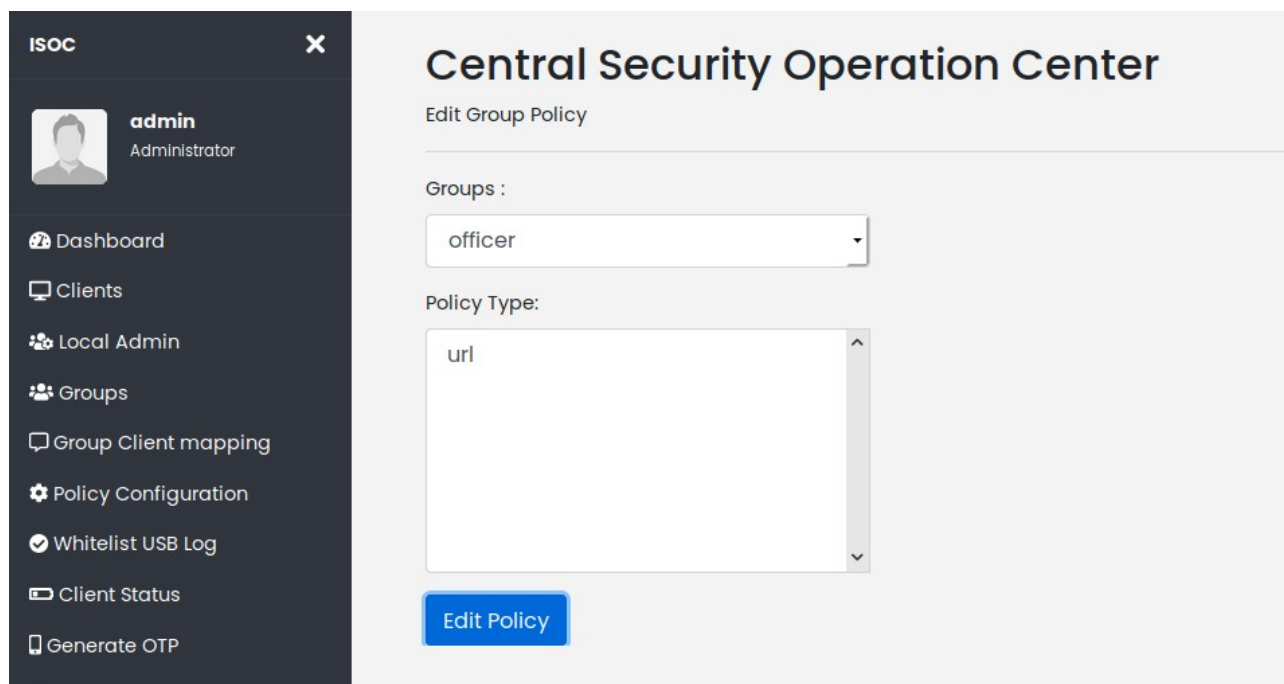 ISOC
admin
Administrator
Dashboard
Clients
Local Admin
Groups
Group Client mapping
Policy Configuration
Whitelist USB Log
Client Status
Generate OTP
Central Security Operation Center
Edit Group Policy
Groups :
officer
Policy Type:
url
Edit Policy